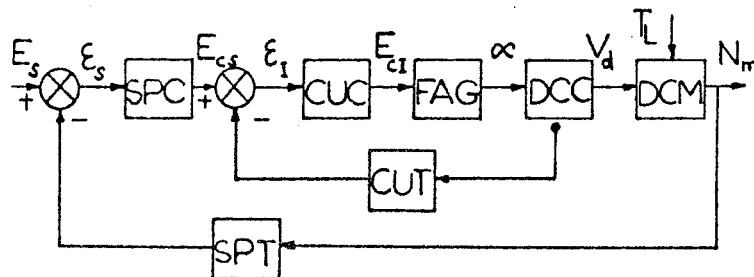 E_s ε_s E_cs ε_I E_cI α V_d T_L N_m
+ SPC + CUC FAG DCC DCM
- -
CUT
SPT